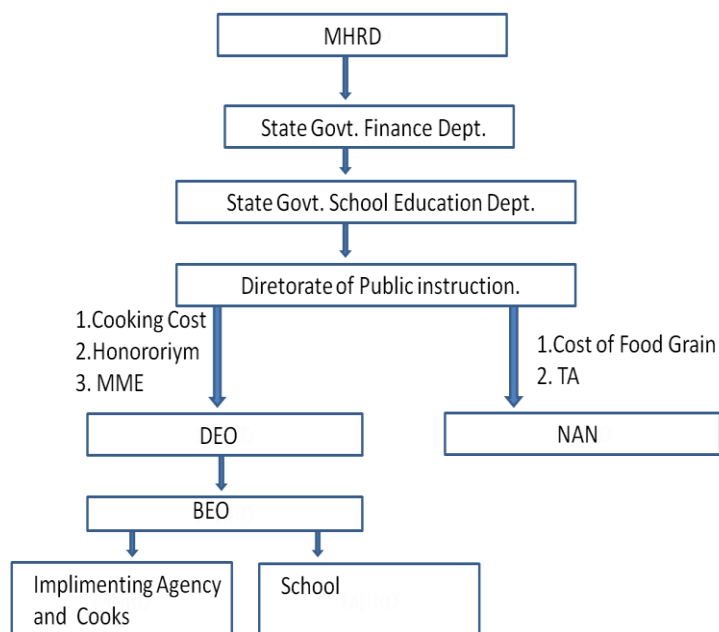 MHRD
State Govt. Finance Dept.
State Govt. School Education Dept.
Diretorate of Public instruction.
1.Cooking Cost
2.Honororiym
3. MME
1.Cost of Food Grain
2. TA
DEO
NAN
BEO
Implimenting Agency
and Cooks
School